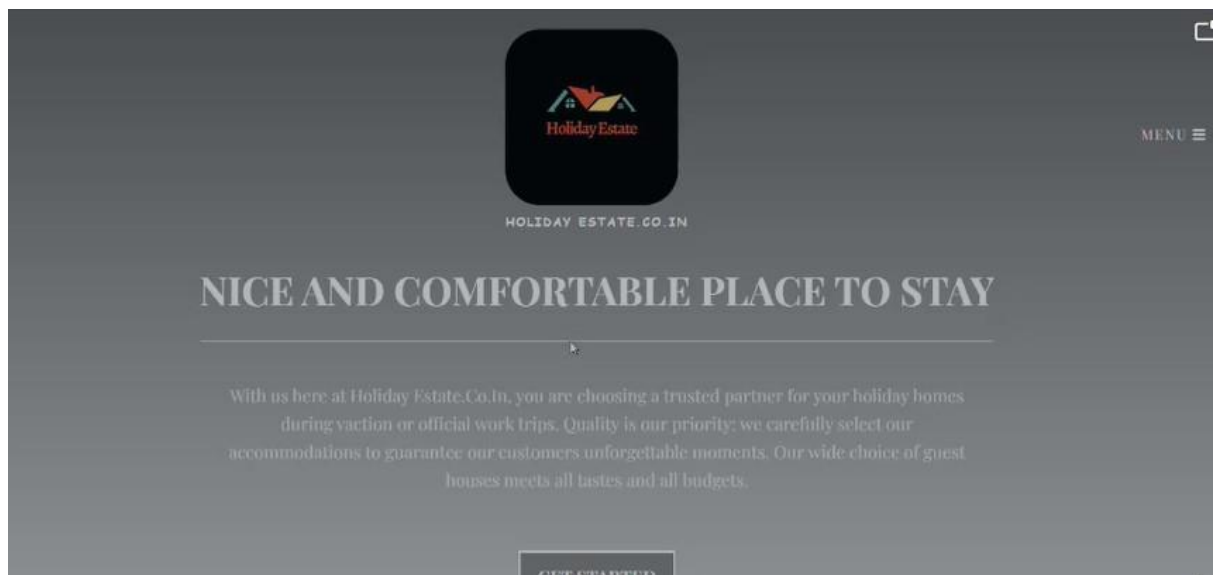 Holiday Estate
MENU
HOLIDAY ESTATE.CO.IN
NICE AND COMFORTABLE PLACE TO STAY
With us here at Holiday Estate.Co.In, you are choosing a trusted partner for your holiday homes
during vaction or official work trips. Quality is our priority; we carefully select our
accommodations to guarantee our customers unforgettable moments. Our wide choice of guest
houses meets all tastes and all budgets.
GET STARTED